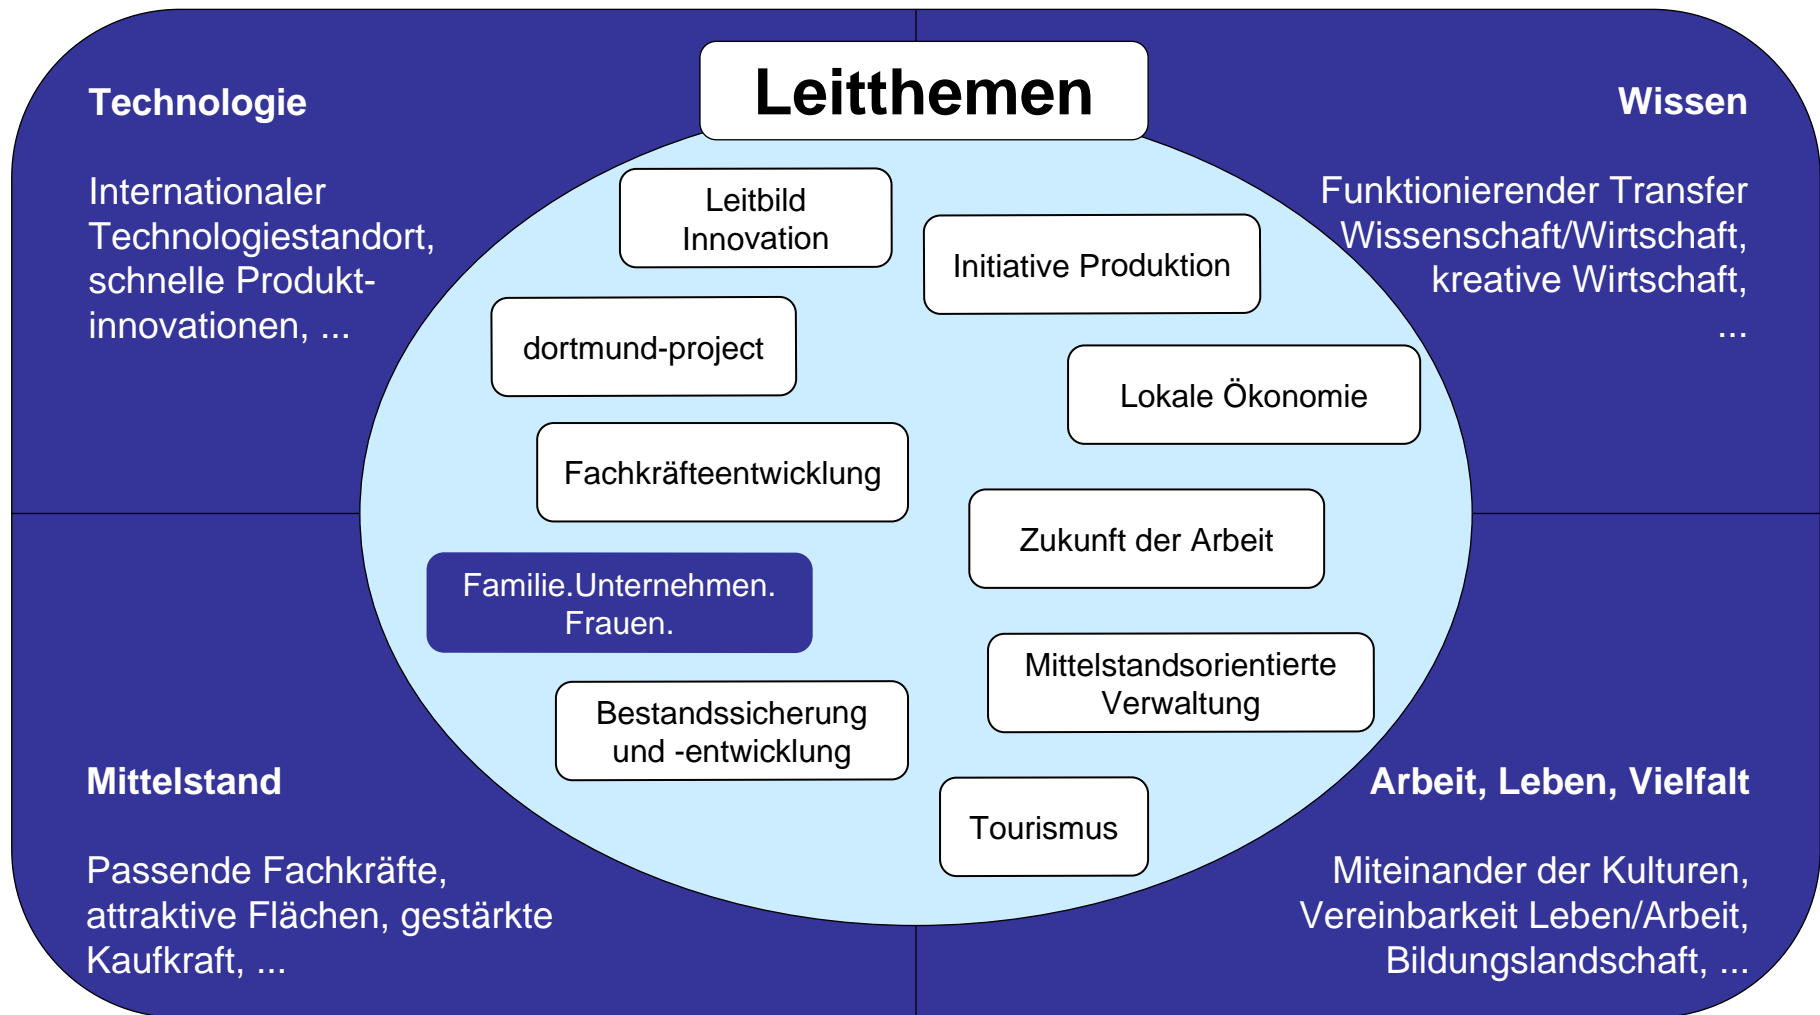 Leitthemen
Technologie
Internationaler
Technologiestandort,
schnelle Produkt-
innovationen, ...
Wissen
Funktionierender Transfer
Wissenschaft/Wirtschaft,
kreative Wirtschaft,
...
Leitbild
Innovation
Initiative Produktion
dortmund-project
Lokale Ökonomie
Fachkräfteentwicklung
Zukunft der Arbeit
Familie.Unternehmen.
Frauen.
Mittelstandsorientierte
Verwaltung
Bestandssicherung
und -entwicklung
Tourismus
Mittelstand
Passende Fachkräfte,
attraktive Flächen, gestärkte
Kaufkraft, ...
Arbeit, Leben, Vielfalt
Miteinander der Kulturen,
Vereinbarkeit Leben/Arbeit,
Bildungslandschaft, ...